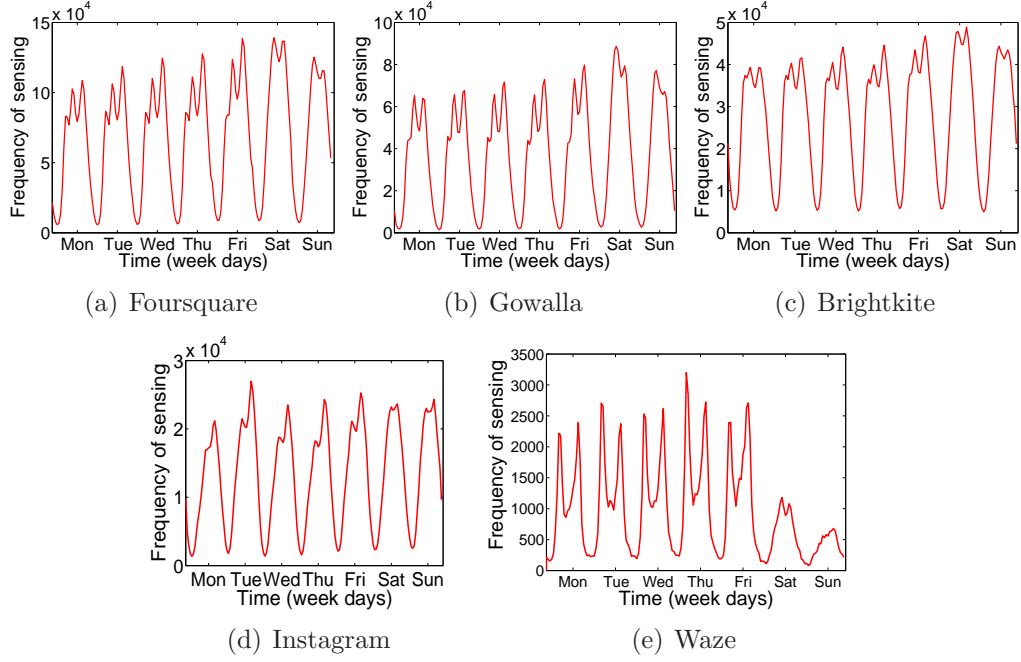 x 10^4
Frequency of sensing
15
10
5
0
Mon Tue Wed Thu Fri Sat Sun
Time (week days)
(a) Foursquare
x 10^4
Frequency of sensing
10
8
6
4
2
0
Mon Tue Wed Thu Fri Sat Sun
Time (week days)
(b) Gowalla
x 10^4
Frequency of sensing
5
4
3
2
1
0
Mon Tue Wed Thu Fri Sat Sun
Time (week days)
(c) Brightkite
x 10^4
Frequency of sensing
3
2
1
0
Mon Tue Wed Thu Fri Sat Sun
Time (week days)
(d) Instagram
Frequency of sensing
3500
3000
2500
2000
1500
1000
500
0
Mon Tue Wed Thu Fri Sat Sun
Time (week days)
(e) Waze